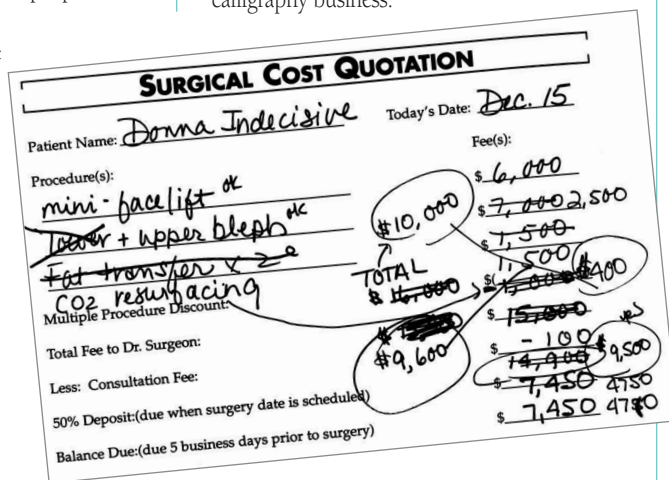 calligraphy business.
SURGICAL COST QUOTATION
Patient Name: Donna Indecisive Today's Date: Dec. 15
Procedure(s): Fee(s):
mini-facelift ok $ 6,000
lower + upper bleph ok $10,000 $ 7,000 2,500
fat transfer x 2 $ 1,500
CO2 resurfacing TOTAL 1,500
Multiple Procedure Discount: $ 16,000 $( 1,000 $400
$ 15,000
Total Fee to Dr. Surgeon: $9,600 - 100 yes
Less: Consultation Fee: $ 14,900 $9,500
50% Deposit:(due when surgery date is scheduled) $ 7,450 4750
Balance Due:(due 5 business days prior to surgery) $ 7,450 4750